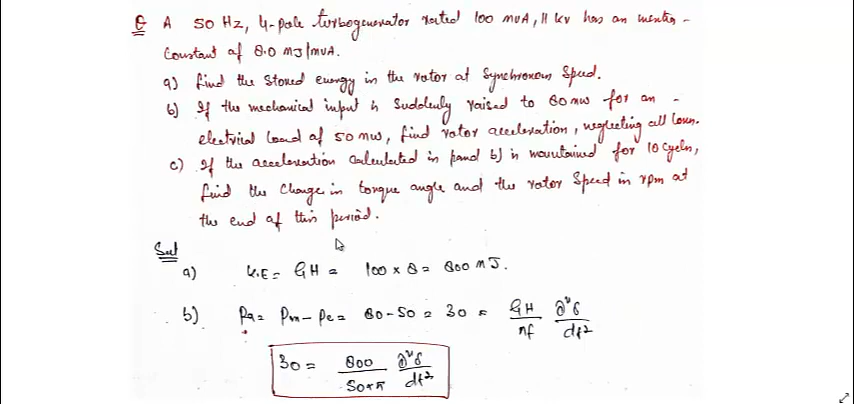 Q A 50 Hz, 4-pole turbogenerator rated 100 MVA, 11 kv has an inertia -
Constant of 8.0 MJ/MVA.
a) find the stored energy in the rotor at synchronous speed.
b) If the mechanical input is suddenly raised to 80 mw for an -
electrical load of 50 mw, find rotor acceleration, neglecting all losses.
c) If the acceleration calculated in part b) is maintained for 10 cycles,
find the change in torque angle and the rotor speed in rpm at
the end of this period.
Sol
a) K.E = GH = 100 × 8 = 800 MJ.
b) Pa = Pm - Pe = 80 - 50 = 30 = GH/πf ∂²δ/dt²
30 = 800/50×π ∂²δ/dt²